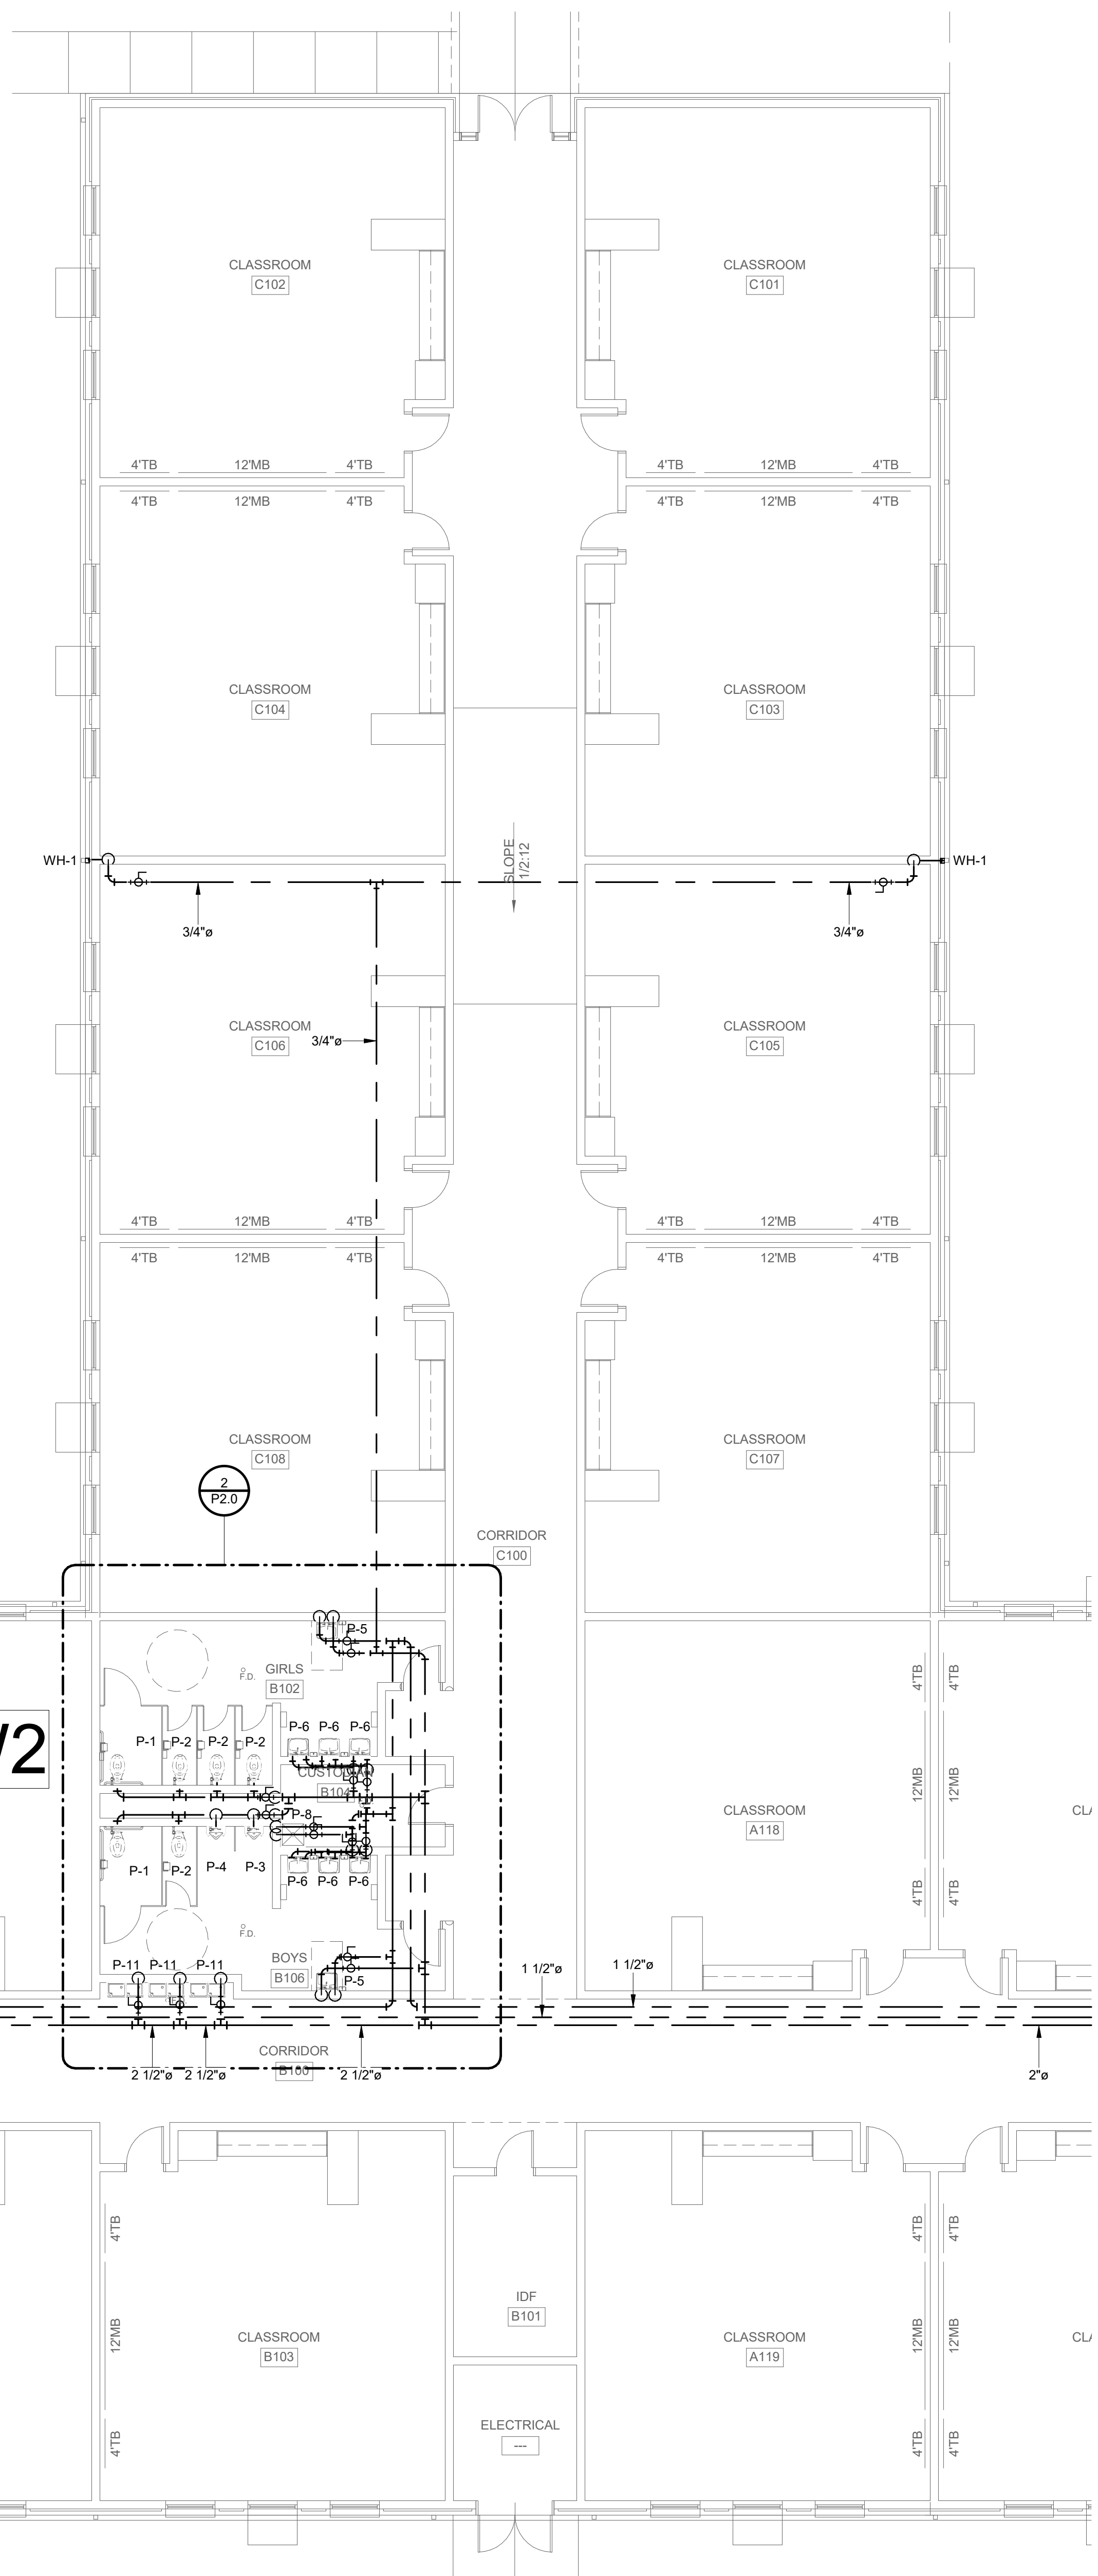 CLASSROOM
C102
CLASSROOM
C101
4'TB
12'MB
4'TB
4'TB
12'MB
4'TB
4'TB
12'MB
4'TB
4'TB
12'MB
4'TB
CLASSROOM
C104
CLASSROOM
C103
SLOPE
1/2:12
WH-1
WH-1
3/4"ø
3/4"ø
CLASSROOM
C106
3/4"ø
CLASSROOM
C105
4'TB
12'MB
4'TB
4'TB
12'MB
4'TB
4'TB
12'MB
4'TB
4'TB
12'MB
4'TB
CLASSROOM
C108
CLASSROOM
C107
2
P2.0
CORRIDOR
C100
P-5
GIRLS
B102
F.D.
4'TB
4'TB
/2
P-1
P-2
P-2
P-2
P-6
P-6
P-6
12'MB
12'MB
B104
P-8
CLASSROOM
A118
CLA
P-1
P-2
P-4
P-3
P-6
P-6
P-6
4'TB
4'TB
F.D.
BOYS
B106
P-11
P-11
P-11
P-5
1 1/2"ø
1 1/2"ø
CORRIDOR
B100
2 1/2"ø
2 1/2"ø
2 1/2"ø
2"ø
4'TB
4'TB
4'TB
IDF
B101
12'MB
CLASSROOM
B103
CLASSROOM
A119
12'MB
12'MB
CLA
ELECTRICAL
---
4'TB
4'TB
4'TB